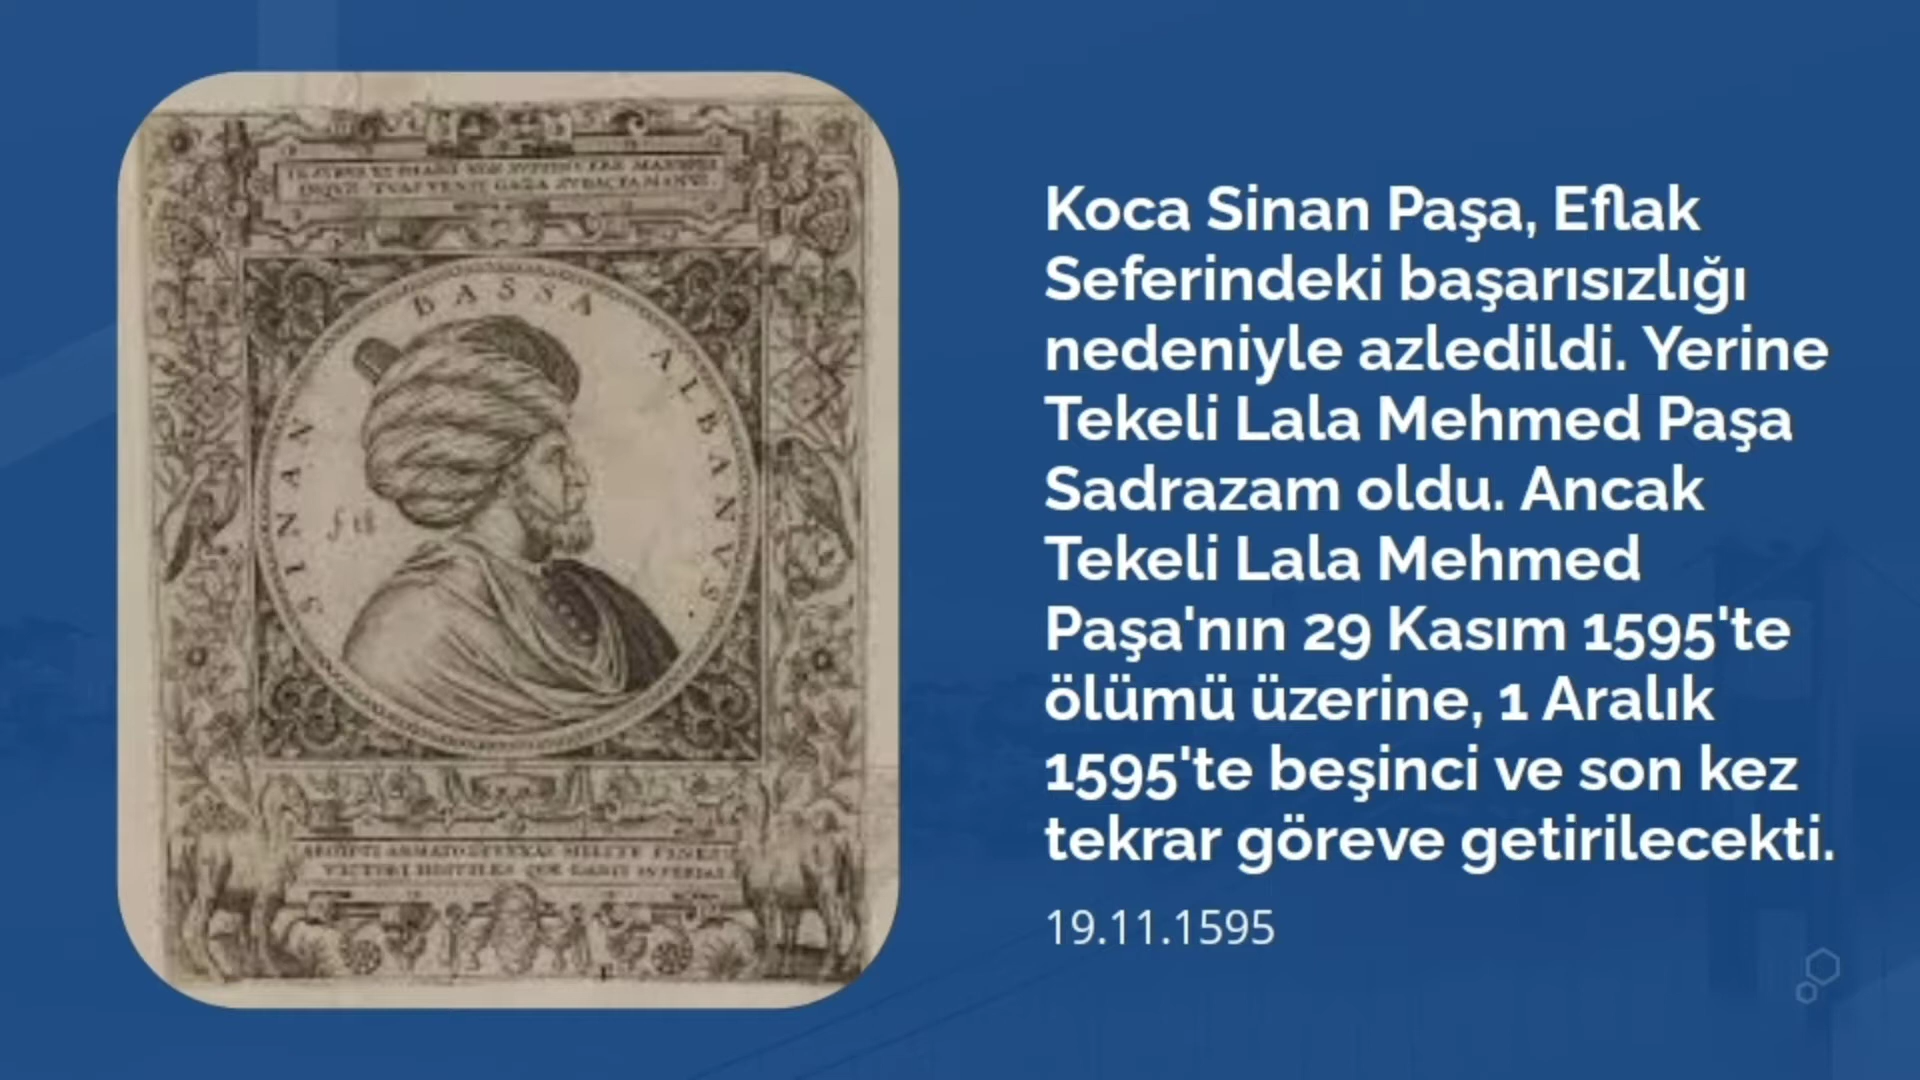 SINAN BASSA ALBANVS.
Koca Sinan Paşa, Eflak
Seferindeki başarısızlığı
nedeniyle azledildi. Yerine
Tekeli Lala Mehmed Paşa
Sadrazam oldu. Ancak
Tekeli Lala Mehmed
Paşa'nın 29 Kasım 1595'te
ölümü üzerine, 1 Aralık
1595'te beşinci ve son kez
tekrar göreve getirilecekti.
19.11.1595